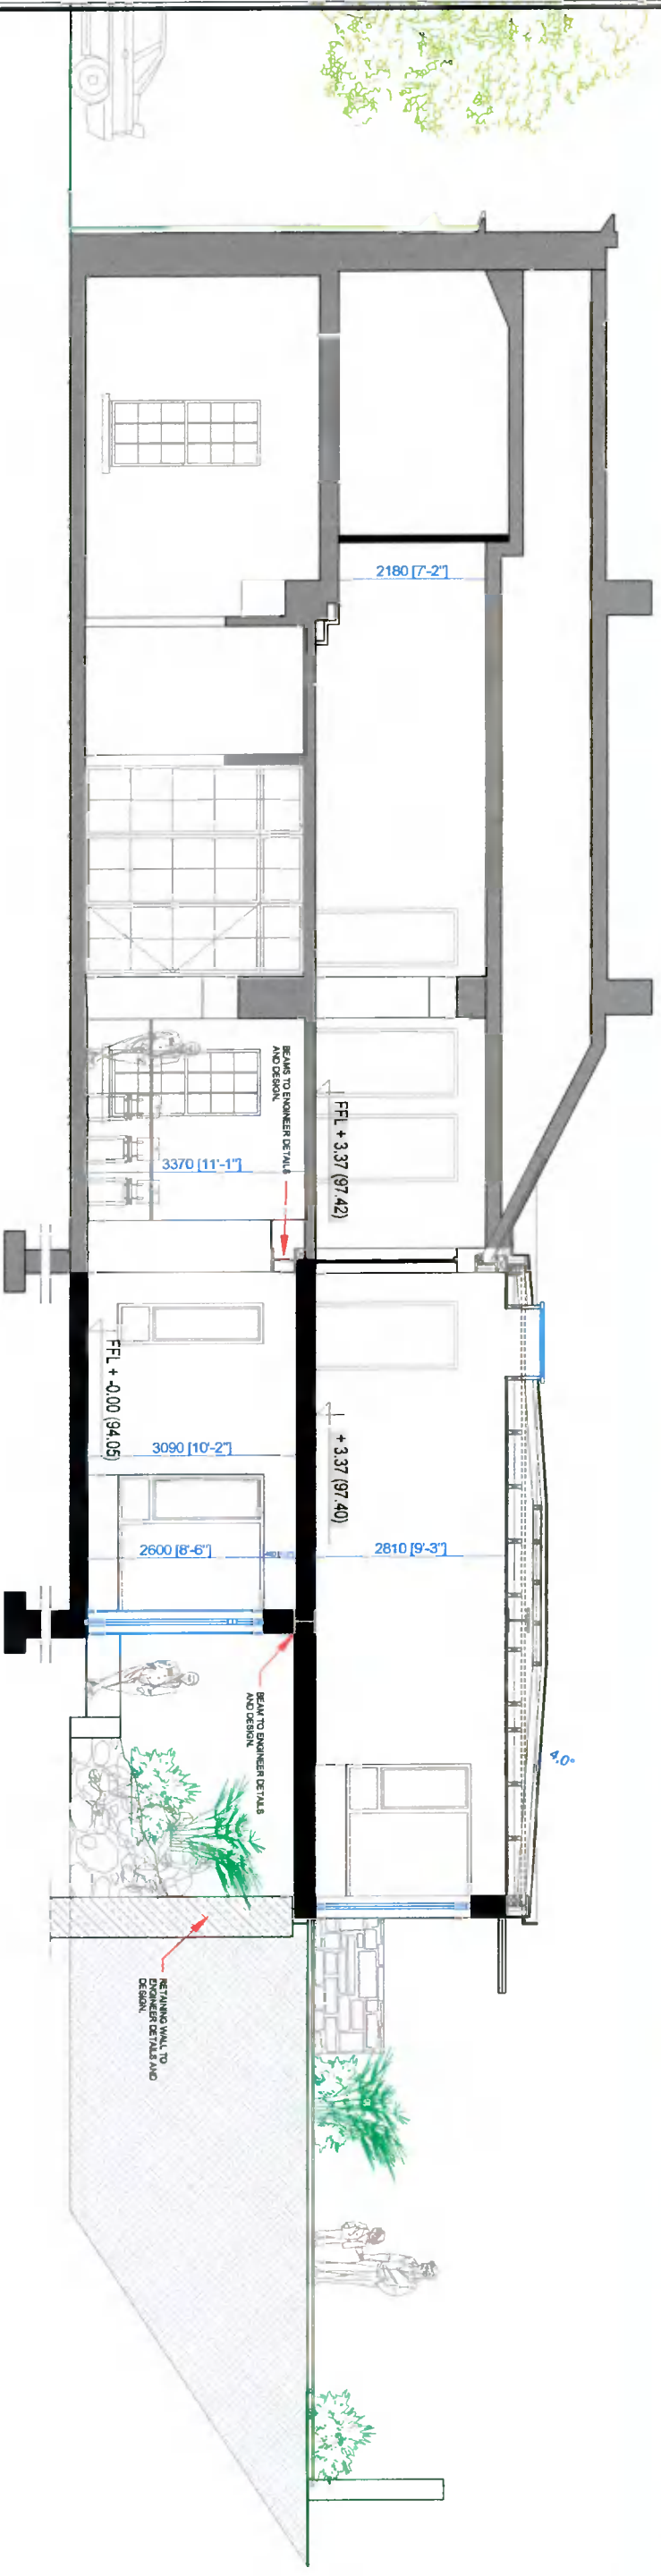 2180 [7'-2"]
BEAMS TO ENGINEER DETAILS
AND DESIGN.
3370 [11'-1"]
FFL + 3.37 (97.42)
FFL + -0.00 (94.05)
3090 [10'-2"]
+ 3.37 (97.40)
2600 [8'-6"]
2810 [9'-3"]
BEAM TO ENGINEER DETAILS
AND DESIGN.
4.0°
RETAINING WALL TO
ENGINEER DETAILS AND
DESIGN.